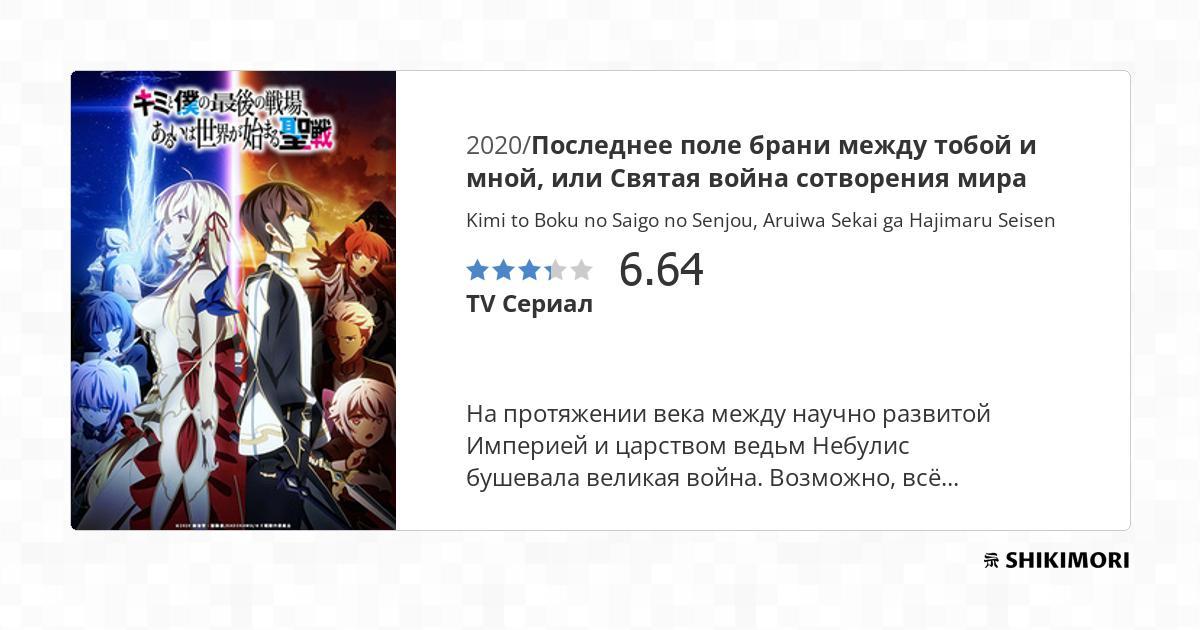 キミと僕の最後の戦場、
あるいは世界が始まる聖戦
2020/Последнее поле брани между тобой и
мной, или Святая война сотворения мира
Kimi to Boku no Saigo no Senjou, Aruiwa Sekai ga Hajimaru Seisen
6.64
TV Сериал
На протяжении века между научно развитой
Империей и царством ведьм Небулис
бушевала великая война. Возможно, всё...
SHIKIMORI